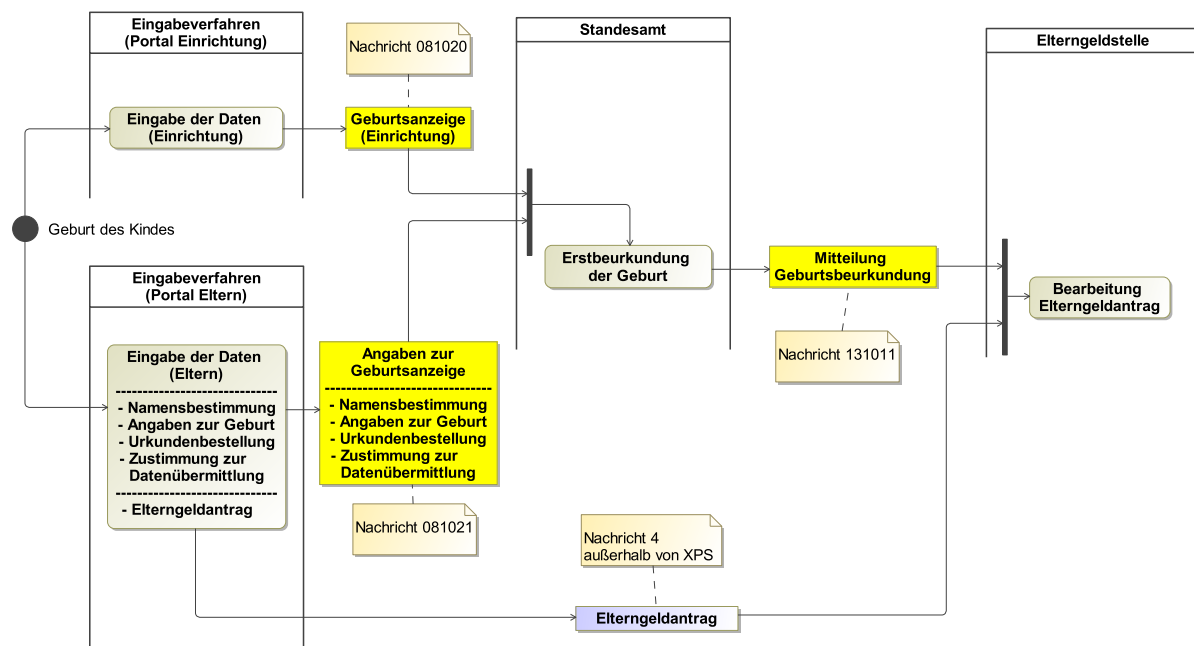 Eingabeverfahren
(Portal Einrichtung)
Nachricht 081020
Standesamt
Elterngeldstelle
Eingabe der Daten
(Einrichtung)
Geburtsanzeige
(Einrichtung)
Geburt des Kindes
Eingabeverfahren
(Portal Eltern)
Erstbeurkundung
der Geburt
Mitteilung
Geburtsbeurkundung
Bearbeitung
Elterngeldantrag
Nachricht 131011
Eingabe der Daten
(Eltern)
- Namensbestimmung
- Angaben zur Geburt
- Urkundenbestellung
- Zustimmung zur
Datenübermittlung
- Elterngeldantrag
Angaben zur
Geburtsanzeige
- Namensbestimmung
- Angaben zur Geburt
- Urkundenbestellung
- Zustimmung zur
Datenübermittlung
Nachricht 081021
Nachricht 4
außerhalb von XPS
Elterngeldantrag